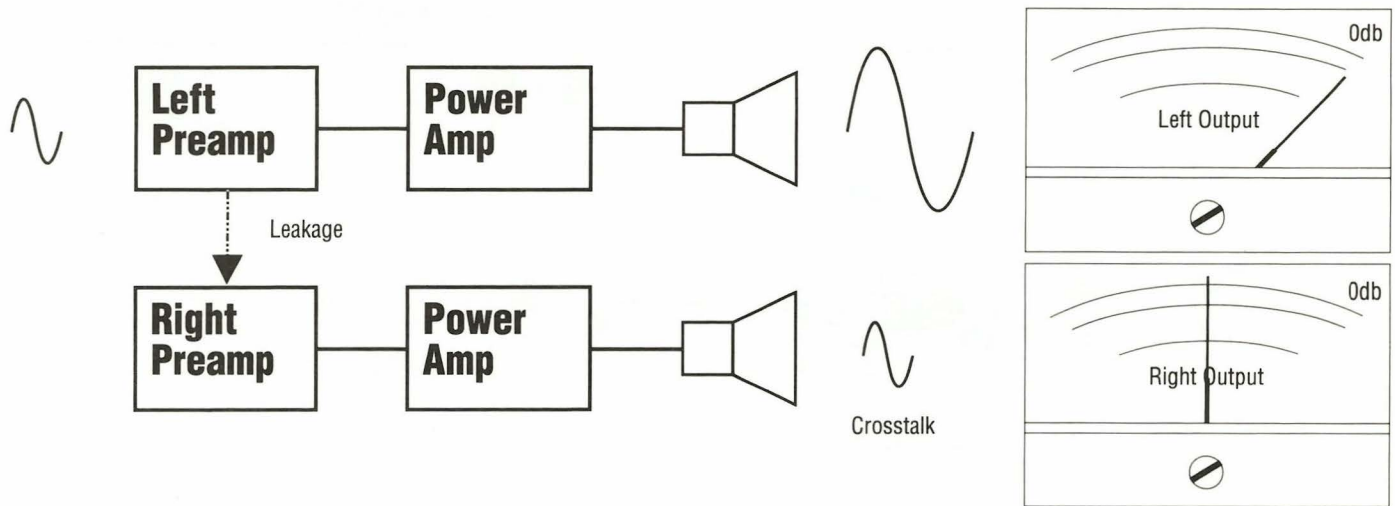 Left
Preamp
Power
Amp
0db
Left Output
Leakage
Right
Preamp
Power
Amp
Crosstalk
0db
Right Output